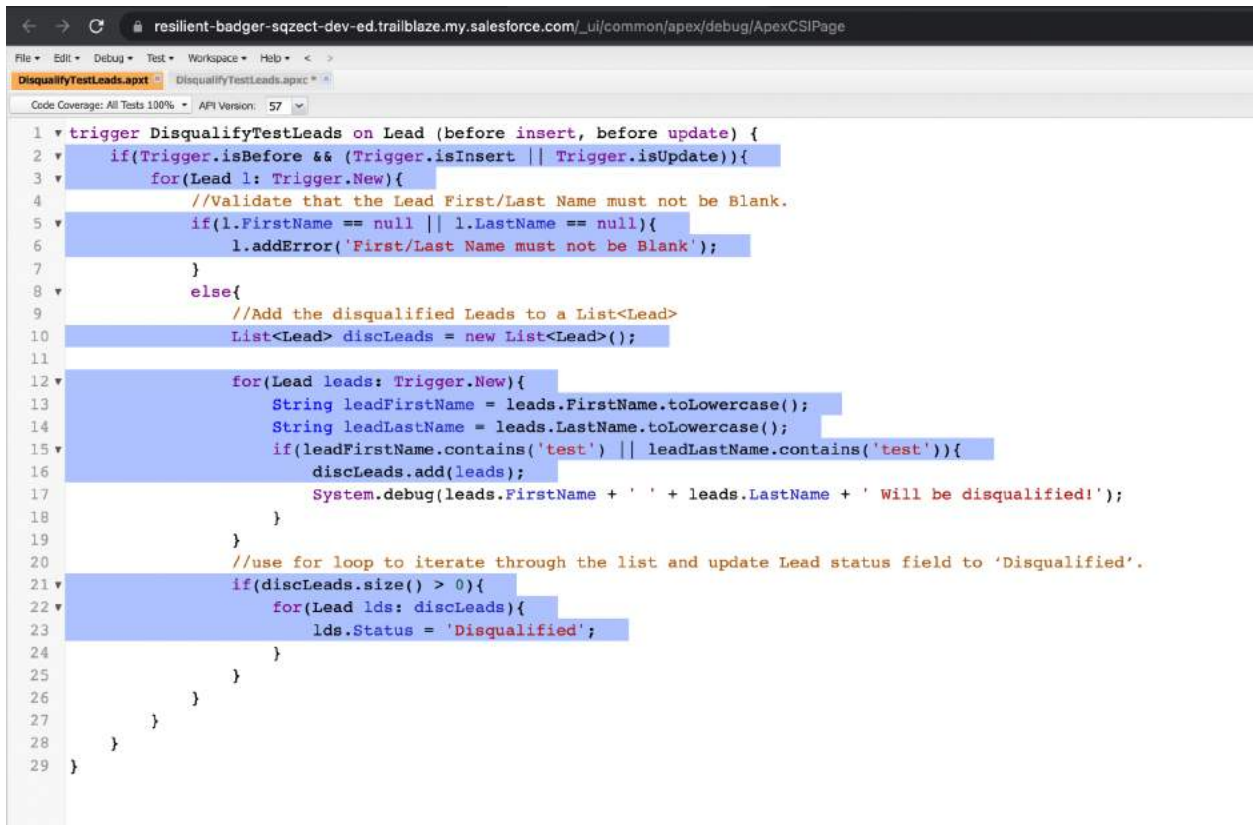 resilient-badger-sqzect-dev-ed.trailblaze.my.salesforce.com/_ui/common/apex/debug/ApexCSIPage
File Edit Debug Test Workspace Help < >
DisqualifyTestLeads.apxt DisqualifyTestLeads.apxc *
Code Coverage: All Tests 100% API Version: 57
1 trigger DisqualifyTestLeads on Lead (before insert, before update) {
2 if(Trigger.isBefore && (Trigger.isInsert || Trigger.isUpdate)){
3 for(Lead l: Trigger.New){
4 //Validate that the Lead First/Last Name must not be Blank.
5 if(l.FirstName == null || l.LastName == null){
6 l.addError('First/Last Name must not be Blank');
7 }
8 else{
9 //Add the disqualified Leads to a List<Lead>
10 List<Lead> discLeads = new List<Lead>();
11
12 for(Lead leads: Trigger.New){
13 String leadFirstName = leads.FirstName.toLowercase();
14 String leadLastName = leads.LastName.toLowercase();
15 if(leadFirstName.contains('test') || leadLastName.contains('test')){
16 discLeads.add(leads);
17 System.debug(leads.FirstName + ' ' + leads.LastName + ' Will be disqualified!');
18 }
19 }
20 //use for loop to iterate through the list and update Lead status field to ‘Disqualified’.
21 if(discLeads.size() > 0){
22 for(Lead lds: discLeads){
23 lds.Status = 'Disqualified';
24 }
25 }
26 }
27 }
28 }
29 }